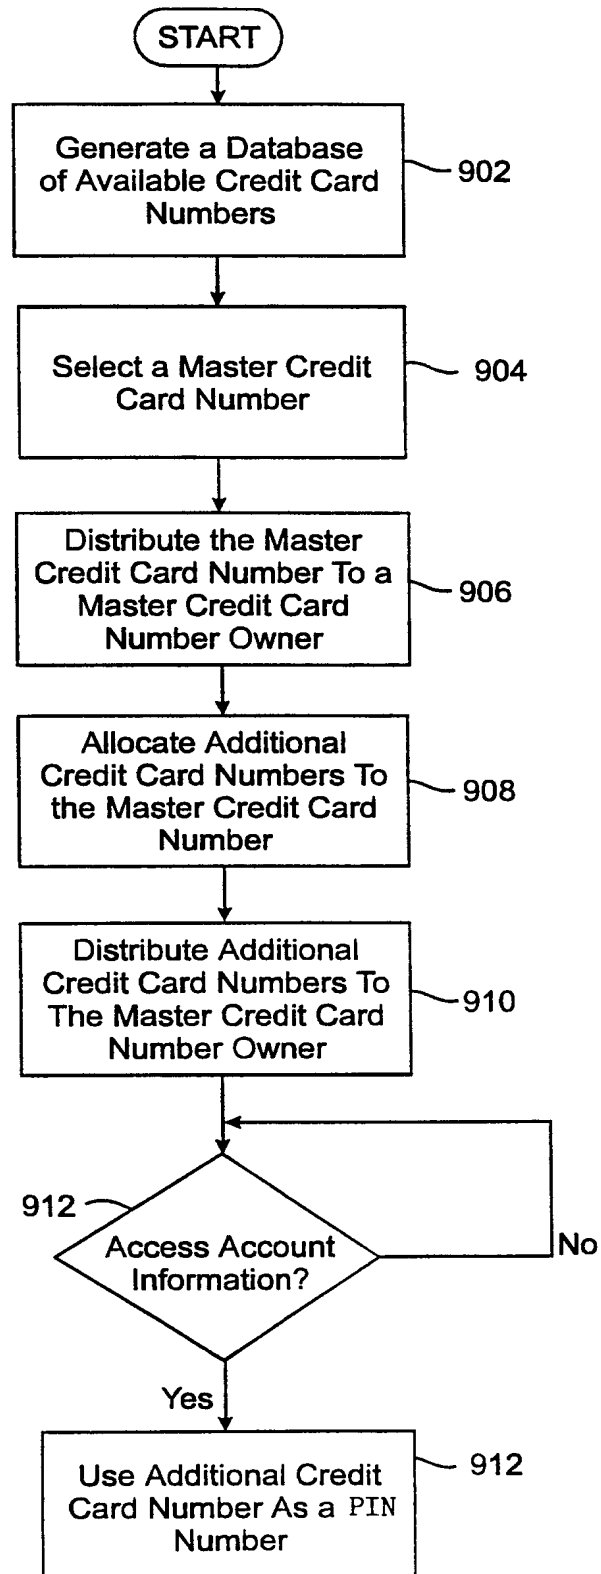 START
Generate a Database
of Available Credit Card
Numbers
902
Select a Master Credit
Card Number
904
Distribute the Master
Credit Card Number To a
Master Credit Card
Number Owner
906
Allocate Additional
Credit Card Numbers To
the Master Credit Card
Number
908
Distribute Additional
Credit Card Numbers To
The Master Credit Card
Number Owner
910
912
Access Account
Information?
No
Yes
Use Additional Credit
Card Number As a PIN
Number
912